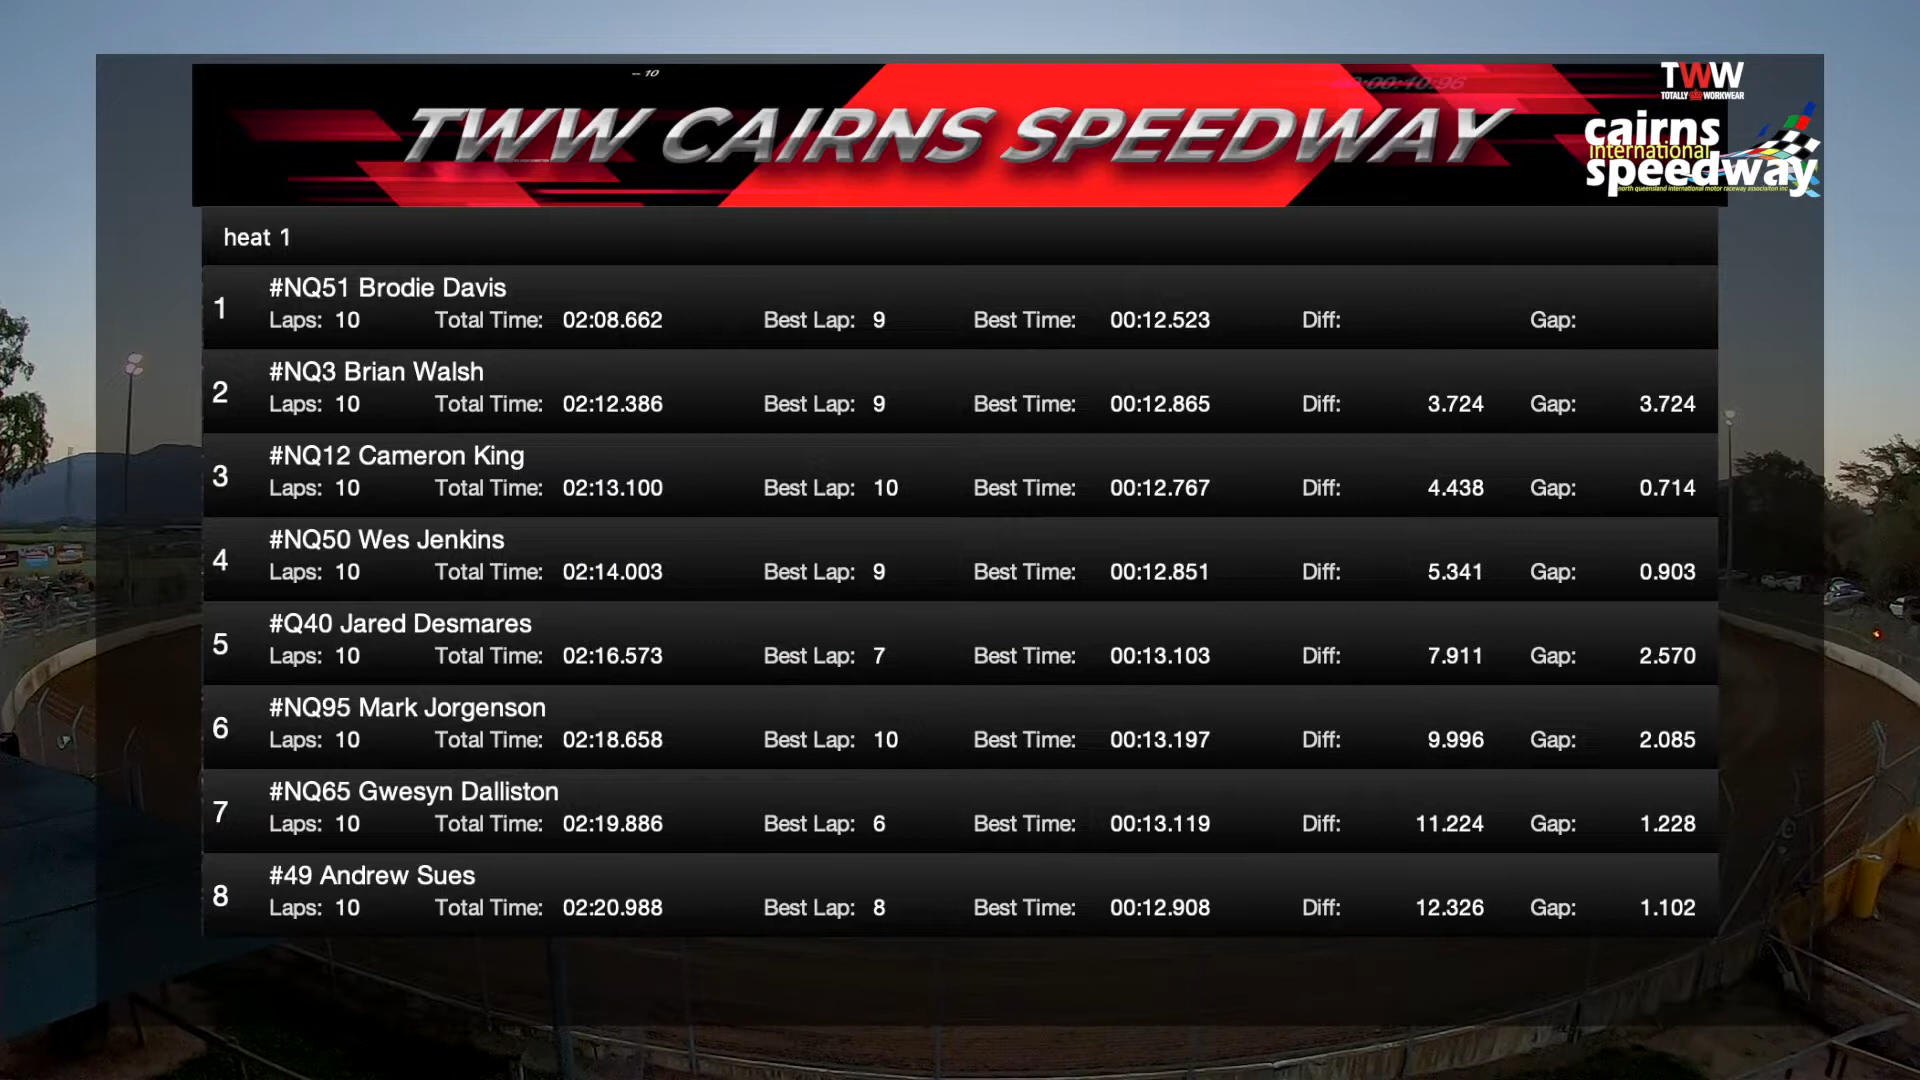 -- 10
TWW CAIRNS SPEEDWAY
TWW
TOTALLY WORKWEAR
cairns
international
speedway
north queensland international motor raceway association inc
heat 1
1 #NQ51 Brodie Davis
Laps: 10 Total Time: 02:08.662 Best Lap: 9 Best Time: 00:12.523 Diff: Gap:
2 #NQ3 Brian Walsh
Laps: 10 Total Time: 02:12.386 Best Lap: 9 Best Time: 00:12.865 Diff: 3.724 Gap: 3.724
3 #NQ12 Cameron King
Laps: 10 Total Time: 02:13.100 Best Lap: 10 Best Time: 00:12.767 Diff: 4.438 Gap: 0.714
4 #NQ50 Wes Jenkins
Laps: 10 Total Time: 02:14.003 Best Lap: 9 Best Time: 00:12.851 Diff: 5.341 Gap: 0.903
5 #Q40 Jared Desmares
Laps: 10 Total Time: 02:16.573 Best Lap: 7 Best Time: 00:13.103 Diff: 7.911 Gap: 2.570
6 #NQ95 Mark Jorgenson
Laps: 10 Total Time: 02:18.658 Best Lap: 10 Best Time: 00:13.197 Diff: 9.996 Gap: 2.085
7 #NQ65 Gwesyn Dalliston
Laps: 10 Total Time: 02:19.886 Best Lap: 6 Best Time: 00:13.119 Diff: 11.224 Gap: 1.228
8 #49 Andrew Sues
Laps: 10 Total Time: 02:20.988 Best Lap: 8 Best Time: 00:12.908 Diff: 12.326 Gap: 1.102